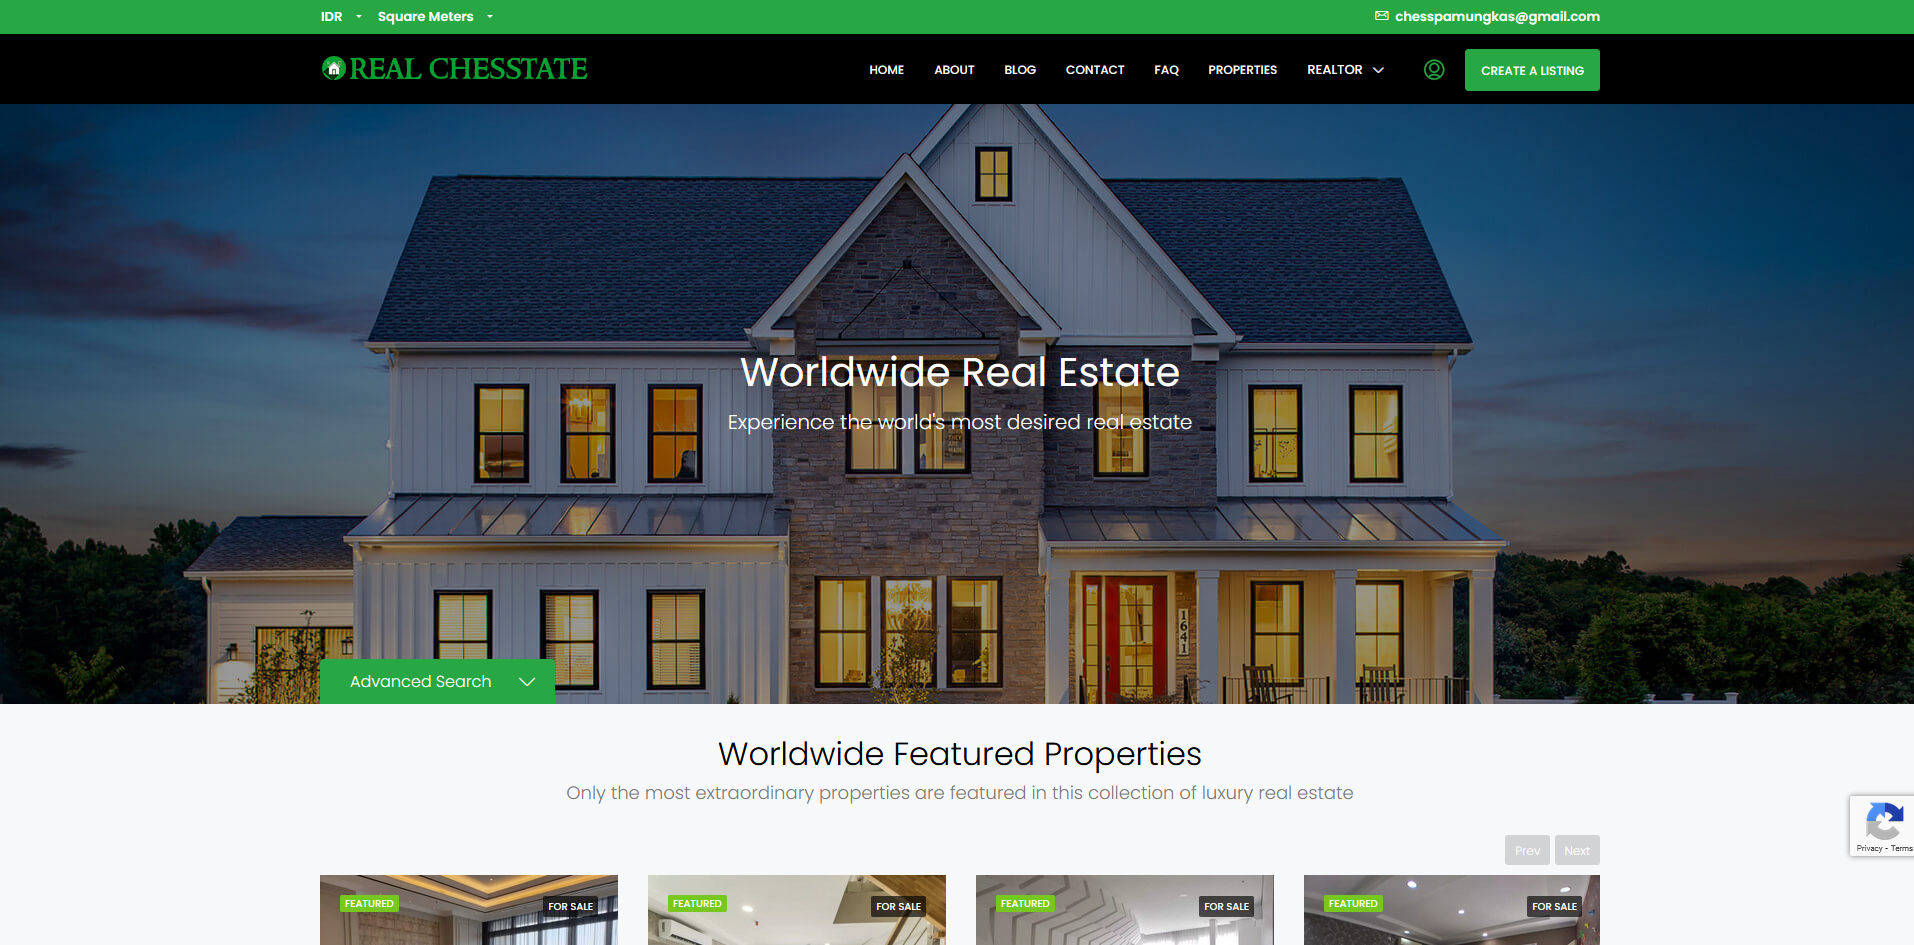 IDR Square Meters chesspamungkas@gmail.com
REAL CHESSTATE HOME ABOUT BLOG CONTACT FAQ PROPERTIES REALTOR CREATE A LISTING
Worldwide Real Estate
Experience the world's most desired real estate
1641
Advanced Search
Worldwide Featured Properties
Only the most extraordinary properties are featured in this collection of luxury real estate
Prev Next
Privacy - Terms
FEATURED FOR SALE FEATURED FOR SALE FEATURED FOR SALE FEATURED FOR SALE